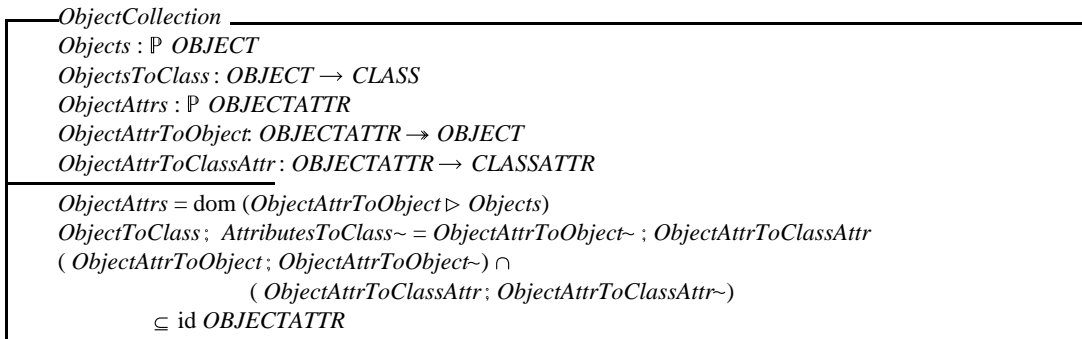 ObjectCollection
Objects : ℙ OBJECT
ObjectsToClass : OBJECT → CLASS
ObjectAttrs : ℙ OBJECTATTR
ObjectAttrToObject: OBJECTATTR ↠ OBJECT
ObjectAttrToClassAttr : OBJECTATTR → CLASSATTR
ObjectAttrs = dom (ObjectAttrToObject ▷ Objects)
ObjectToClass ; AttributesToClass~ = ObjectAttrToObject~ ; ObjectAttrToClassAttr
( ObjectAttrToObject ; ObjectAttrToObject~) ∩
( ObjectAttrToClassAttr ; ObjectAttrToClassAttr~)
⊆ id OBJECTATTR